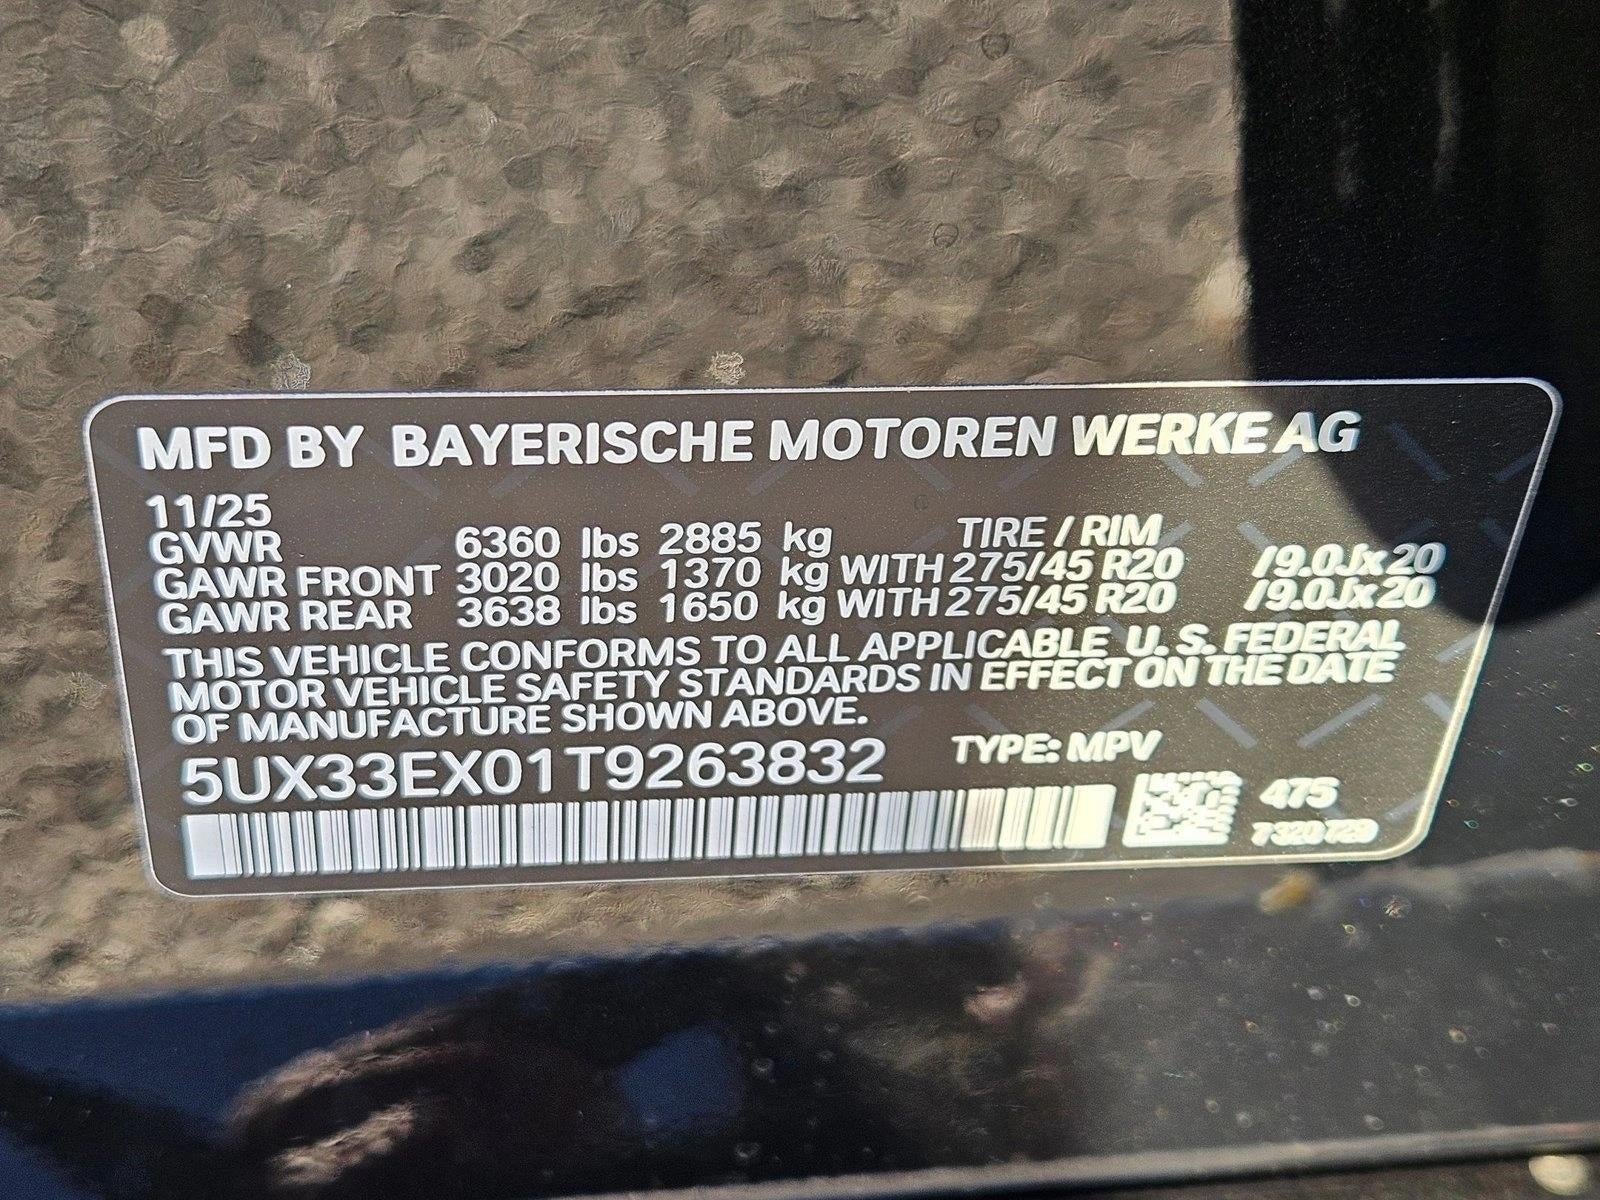 MFD BY BAYERISCHE MOTOREN WERKE AG
11/25
GVWR 6360 lbs 2885 kg TIRE / RIM
GAWR FRONT 3020 lbs 1370 kg WITH 275/45 R20 /9.0Jx20
GAWR REAR 3638 lbs 1650 kg WITH 275/45 R20 /9.0Jx20
THIS VEHICLE CONFORMS TO ALL APPLICABLE U. S. FEDERAL
MOTOR VEHICLE SAFETY STANDARDS IN EFFECT ON THE DATE
OF MANUFACTURE SHOWN ABOVE.
5UX33EX01T9263832 TYPE: MPV
475
7320729